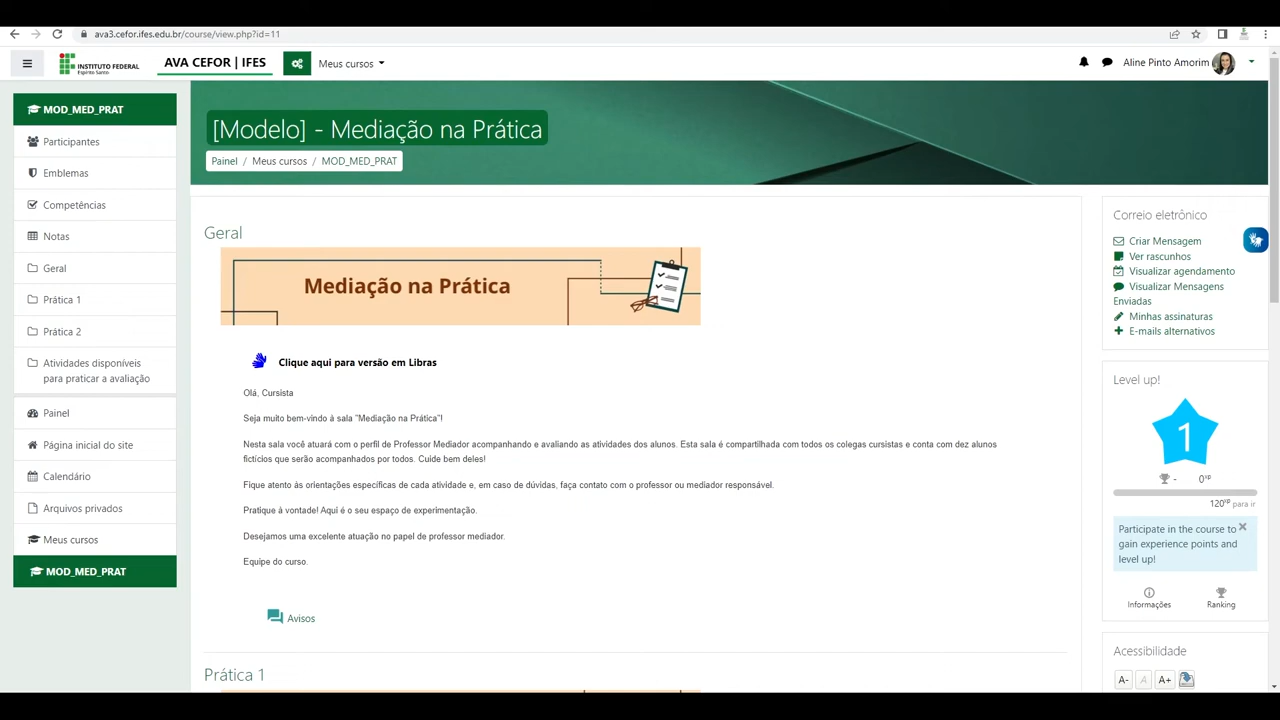 ava3.cefor.ifes.edu.br/course/view.php?id=11
INSTITUTO FEDERAL
Espírito Santo
AVA CEFOR | IFES
Meus cursos
Aline Pinto Amorim
MOD_MED_PRAT
Participantes
Emblemas
Competências
Notas
Geral
Prática 1
Prática 2
Atividades disponíveis
para praticar a avaliação
Painel
Página inicial do site
Calendário
Arquivos privados
Meus cursos
MOD_MED_PRAT
[Modelo] - Mediação na Prática
Painel / Meus cursos / MOD_MED_PRAT
Geral
Mediação na Prática
Clique aqui para versão em Libras
Olá, Cursista
Seja muito bem-vindo à sala "Mediação na Prática"!
Nesta sala você atuará com o perfil de Professor Mediador acompanhando e avaliando as atividades dos alunos. Esta sala é compartilhada com todos os colegas cursistas e conta com dez alunos
fictícios que serão acompanhados por todos. Cuide bem deles!
Fique atento às orientações específicas de cada atividade e, em caso de dúvidas, faça contato com o professor ou mediador responsável.
Pratique à vontade! Aqui é o seu espaço de experimentação.
Desejamos uma excelente atuação no papel de professor mediador.
Equipe do curso.
Avisos
Prática 1
Correio eletrônico
Criar Mensagem
Ver rascunhos
Visualizar agendamento
Visualizar Mensagens
Enviadas
Minhas assinaturas
E-mails alternativos
Level up!
1
- 0xp
120xp para ir
Participate in the course to
gain experience points and
level up!
Informações
Ranking
Acessibilidade
A- A A+